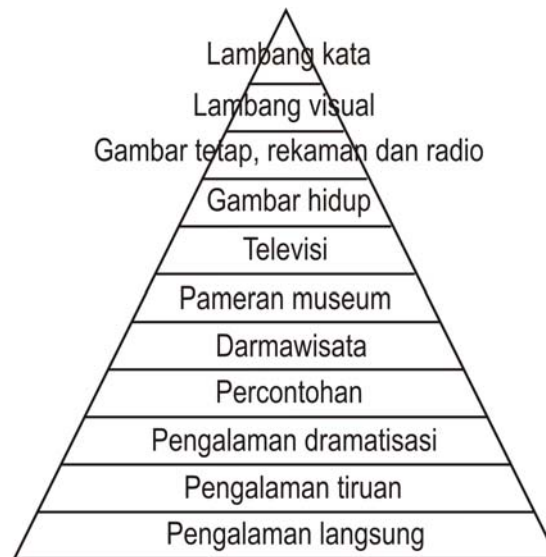 Lambang kata
Lambang visual
Gambar tetap, rekaman dan radio
Gambar hidup
Televisi
Pameran museum
Darmawisata
Percontohan
Pengalaman dramatisasi
Pengalaman tiruan
Pengalaman langsung